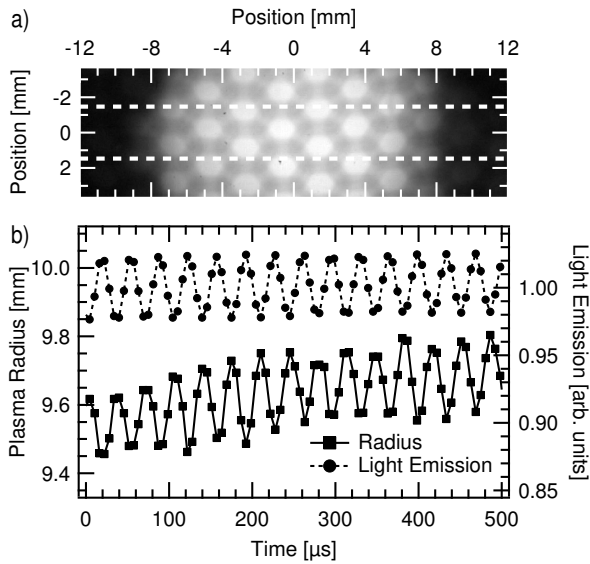 a)
Position [mm]
-12 -8 -4 0 4 8 12
Position [mm]
-2
0
2
b)
Plasma Radius [mm]
10.0
9.8
9.6
9.4
Light Emission [arb. units]
1.00
0.95
0.90
0.85
Radius
Light Emission
0 100 200 300 400 500
Time [µs]